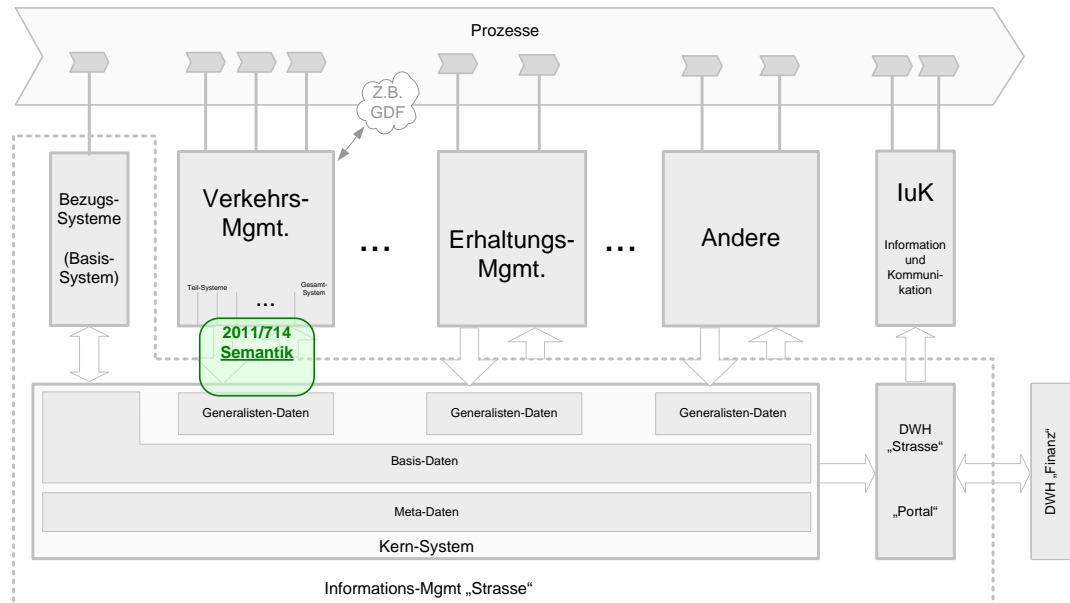 Prozesse
Z.B.
GDF
Bezugs-
Systeme
(Basis-
System)
Verkehrs-
Mgmt.
Teil-Systeme
...
Gesamt-
System
...
Erhaltungs-
Mgmt.
...
Andere
IuK
Information
und
Kommuni-
kation
2011/714
Semantik
Generalisten-Daten
Generalisten-Daten
Generalisten-Daten
Basis-Daten
Meta-Daten
Kern-System
DWH
„Strasse“
„Portal“
DWH „Finanz“
Informations-Mgmt „Strasse“